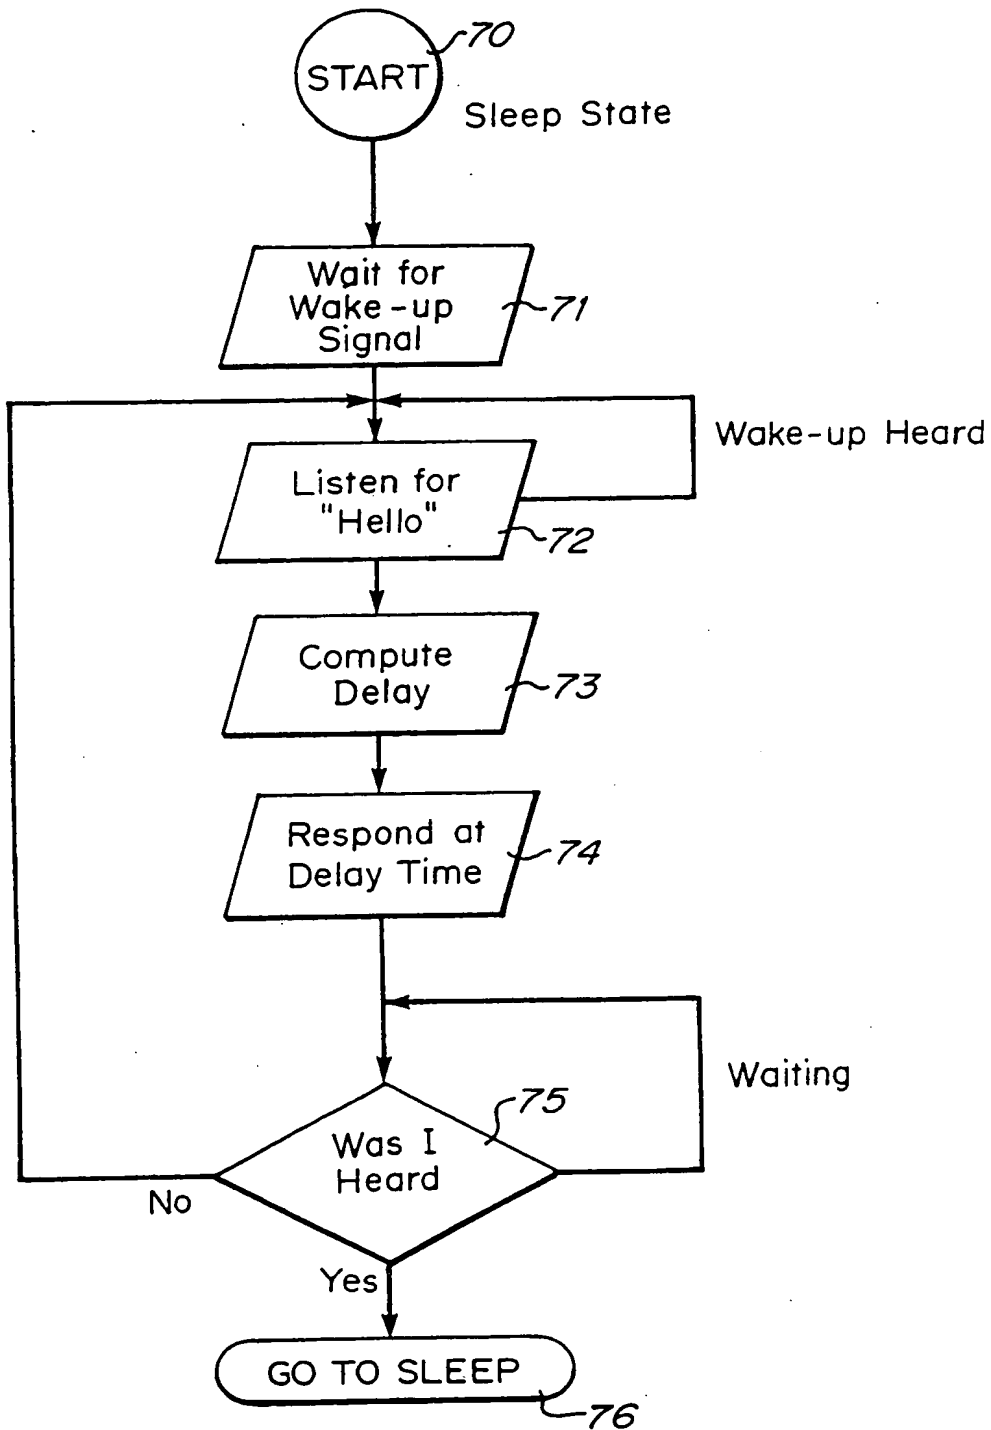 70
START
Sleep State
Wait for
Wake-up
Signal
71
Wake-up Heard
Listen for
"Hello"
72
Compute
Delay
73
Respond at
Delay Time
74
Waiting
75
Was I
Heard
No
Yes
GO TO SLEEP
76